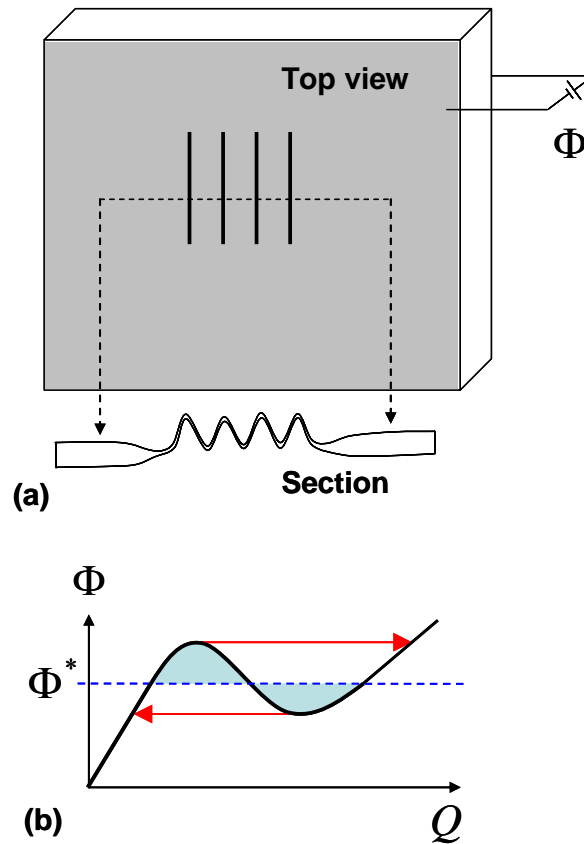 Top view
Φ
Section
(a)
Φ
Φ*
Q
(b)